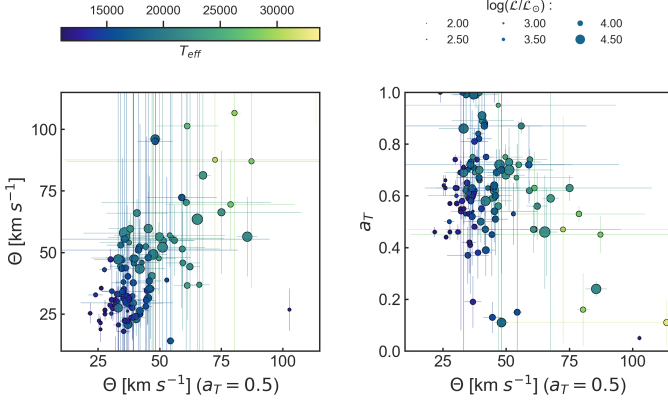 15000 20000 25000 30000
T_eff
log(ℒ/ℒ⊙) :
2.00 3.00 4.00
2.50 3.50 4.50
100
75
50
25
Θ [km s⁻¹]
25 50 75 100
Θ [km s⁻¹] (a_T = 0.5)
1.0
0.8
0.6
0.4
0.2
0.0
a_T
25 50 75 100
Θ [km s⁻¹] (a_T = 0.5)